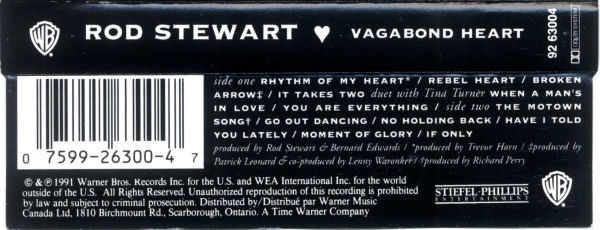 WB ROD STEWART ♥ VAGABOND HEART 92 63004
side one RHYTHM OF MY HEART* / REBEL HEART / BROKEN
ARROW‡ / IT TAKES TWO duet with Tina Turner WHEN A MAN'S
IN LOVE / YOU ARE EVERYTHING / side two THE MOTOWN
SONG† / GO OUT DANCING / NO HOLDING BACK / HAVE I TOLD
YOU LATELY / MOMENT OF GLORY / IF ONLY
produced by Rod Stewart & Bernard Edwards / *produced by Trevor Horn / ‡produced by
Patrick Leonard & co-produced by Lenny Waronker / †produced by Richard Perry
0 7599-26300-4 7
© & ℗ 1991 Warner Bros. Records Inc. for the U.S. and WEA International Inc. for the world
outside of the U.S. All Rights Reserved. Unauthorized reproduction of this recording is prohibited
by law and subject to criminal prosecution. Distributed by/Distribué par Warner Music
Canada Ltd, 1810 Birchmount Rd., Scarborough, Ontario. A Time Warner Company
STIEFEL·PHILLIPS
ENTERTAINMENT
WB